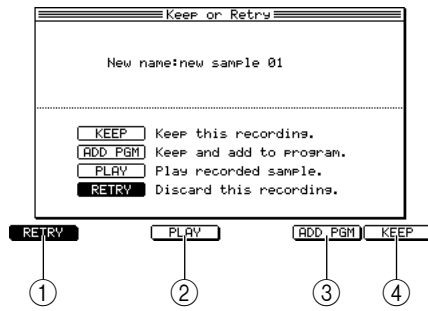 Keep or Retry
New name:new sample 01
KEEP Keep this recording.
ADD PGM Keep and add to program.
PLAY Play recorded sample.
RETRY Discard this recording.
RETRY PLAY ADD PGM KEEP
1 2 3 4